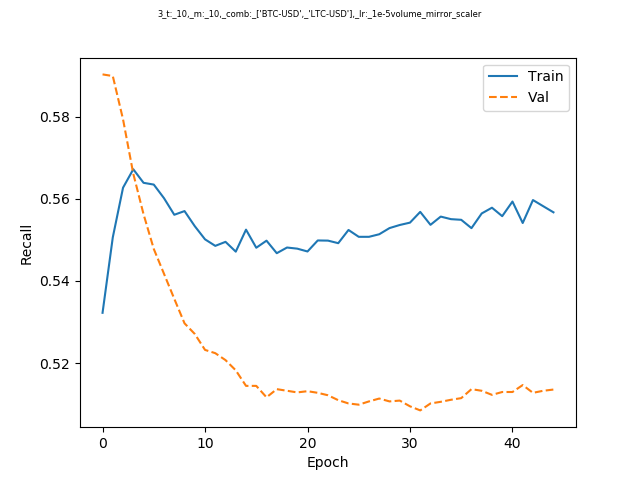 3_t:_10,_m:_10,_comb:_['BTC-USD',_'LTC-USD'],_lr:_1e-5volume_mirror_scaler
Train
Val
0.58
0.56
0.54
0.52
Recall
0 10 20 30 40
Epoch